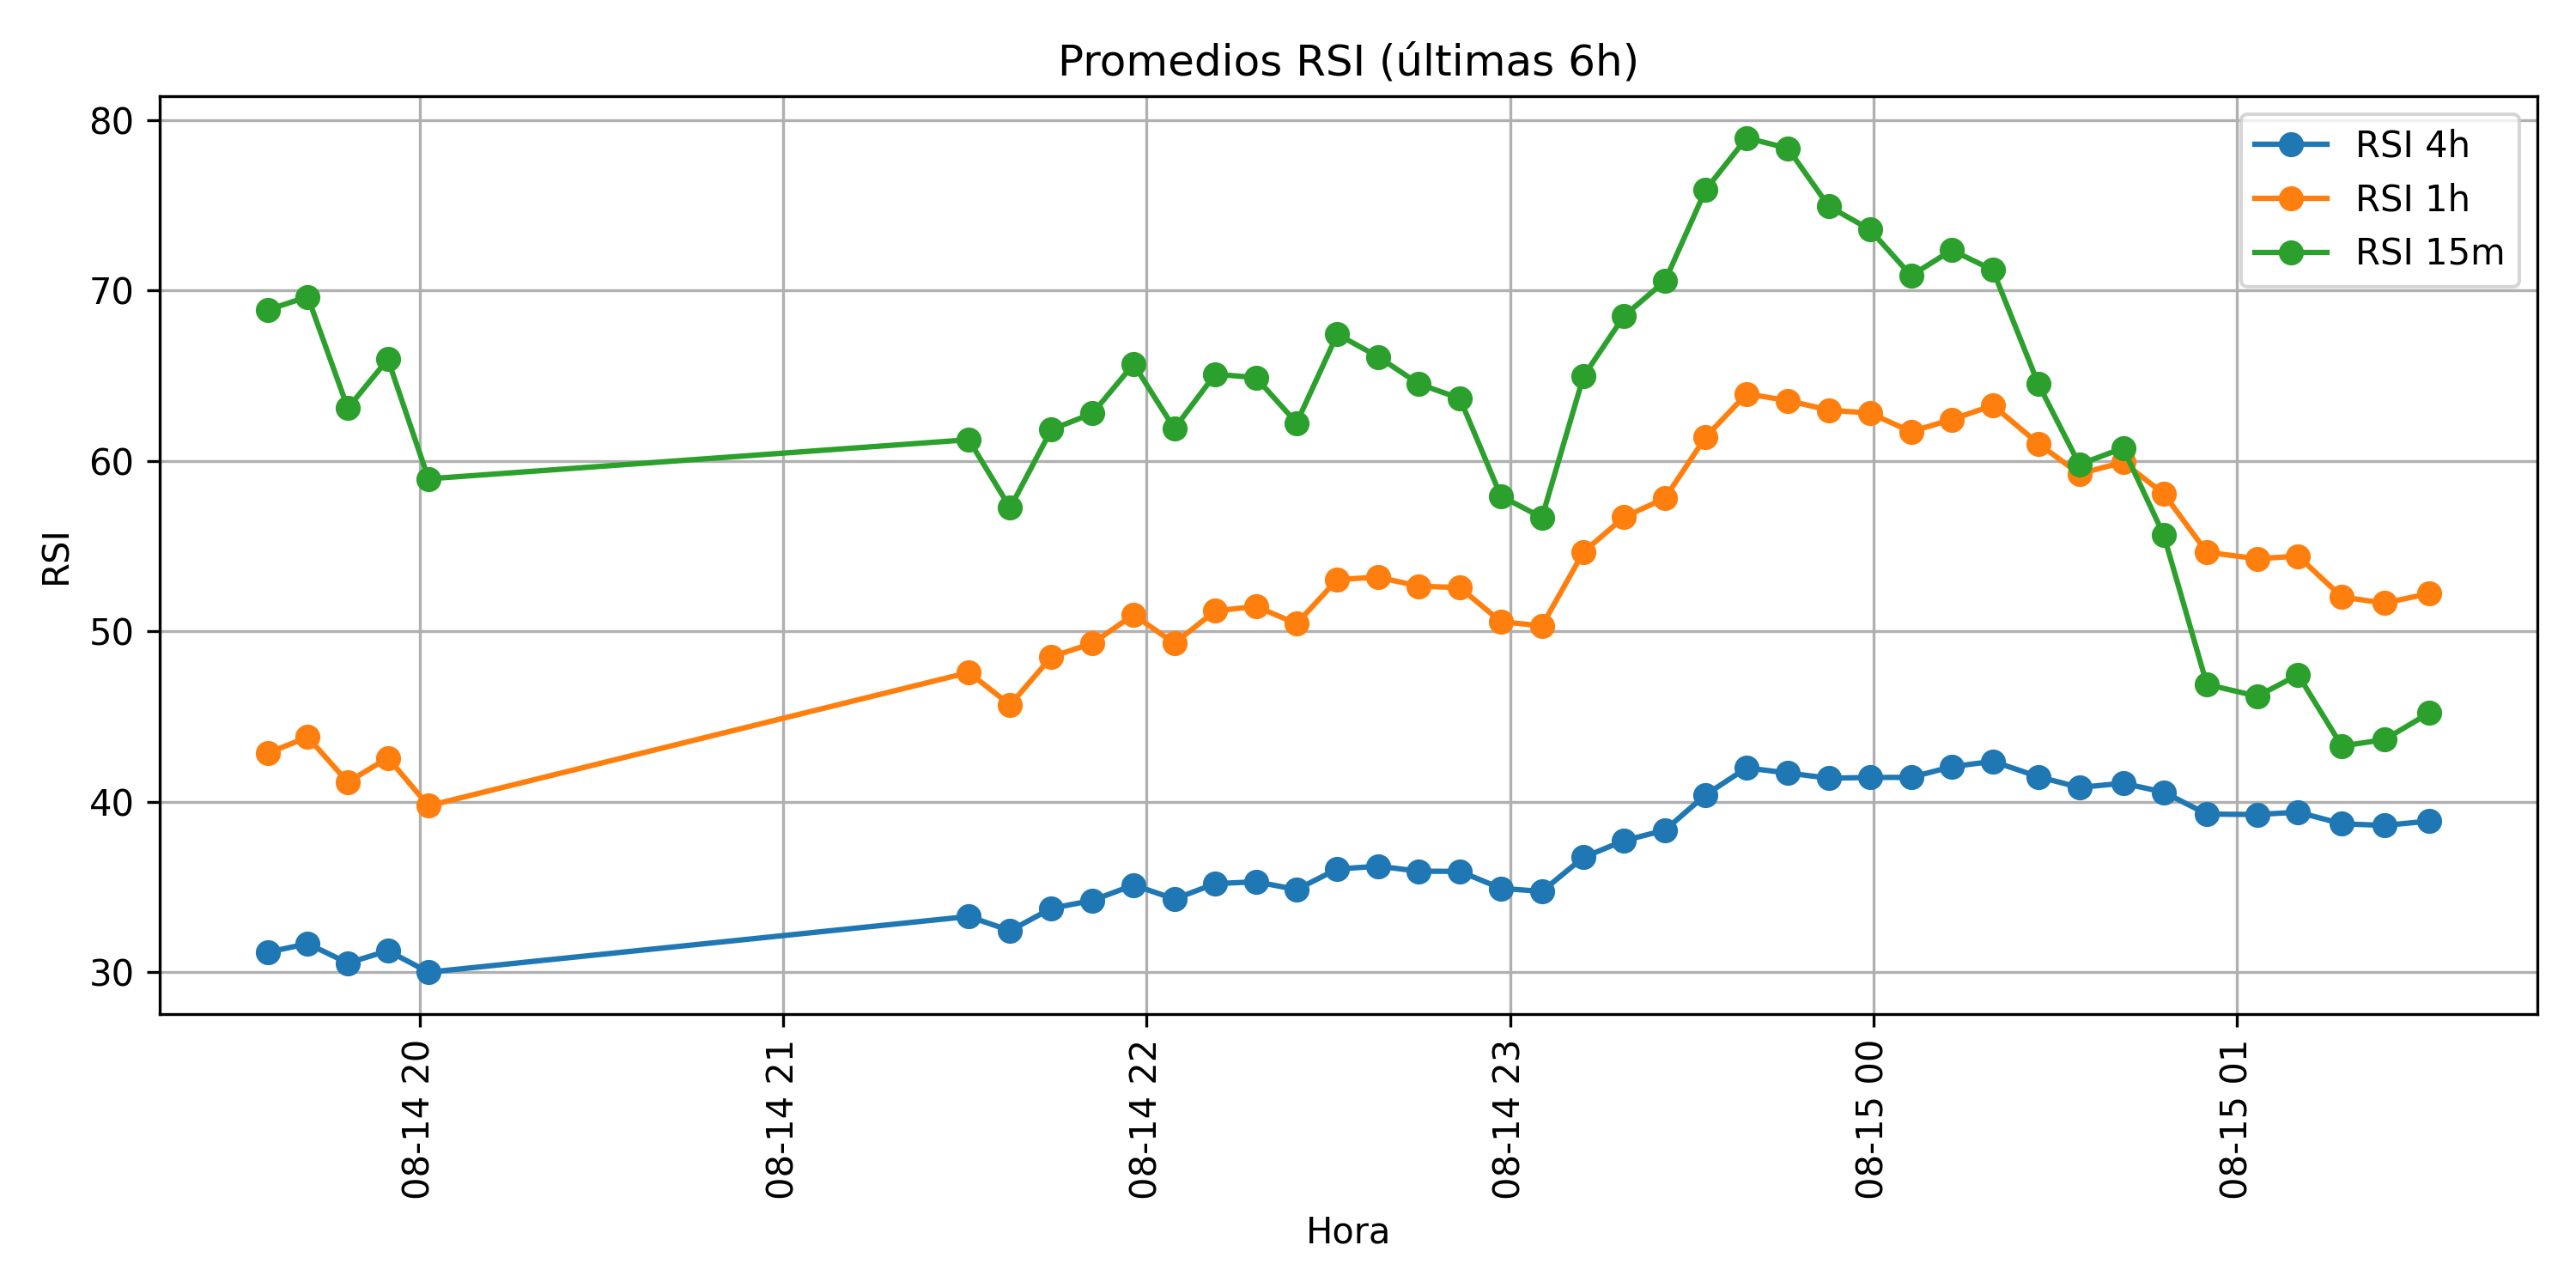 Promedios RSI (últimas 6h)
80
70
60
50
40
30
RSI
RSI 4h
RSI 1h
RSI 15m
08-14 20
08-14 21
08-14 22
08-14 23
08-15 00
08-15 01
Hora